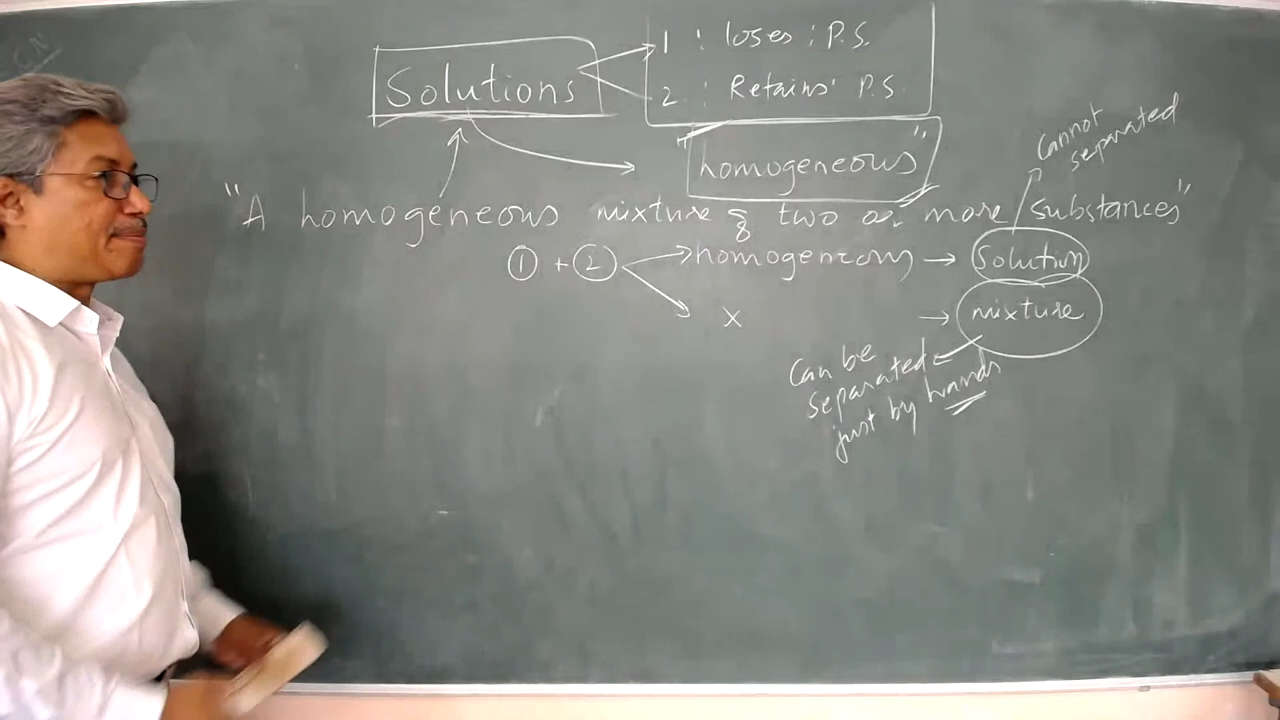 Solutions
1 : loses : P.S.
2 : Retains P.S.
"homogeneous"
cannot
separated
"A homogeneous mixture of two or more substances"
1 + 2 → homogeneous → Solution
x → mixture
Can be
separated
just by hands